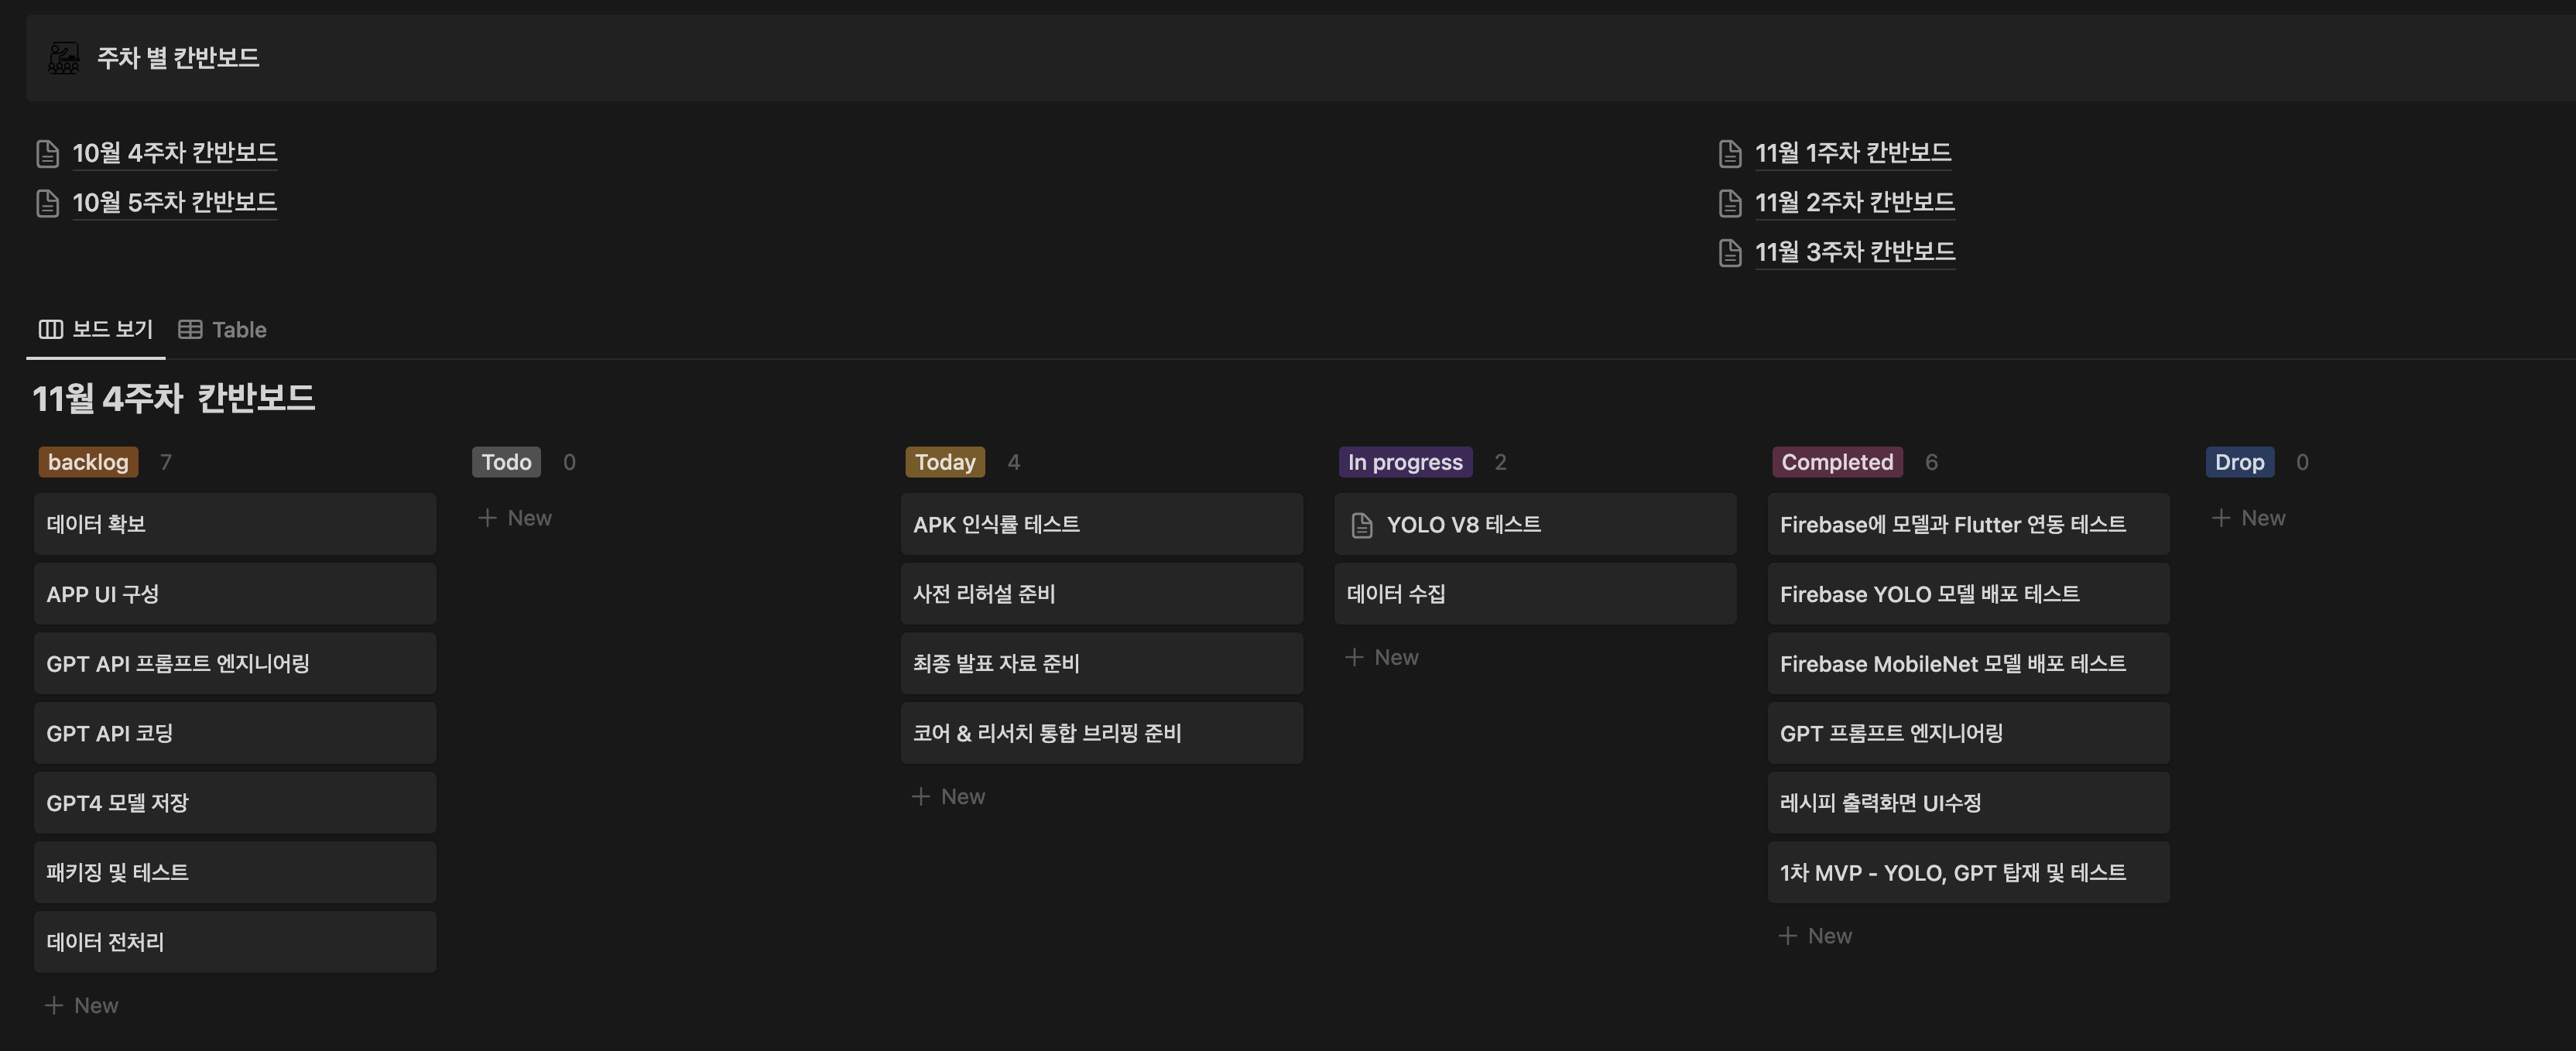 주차 별 칸반보드
10월 4주차 칸반보드
10월 5주차 칸반보드
11월 1주차 칸반보드
11월 2주차 칸반보드
11월 3주차 칸반보드
보드 보기 Table
11월 4주차 칸반보드
backlog 7
데이터 확보
APP UI 구성
GPT API 프롬프트 엔지니어링
GPT API 코딩
GPT4 모델 저장
패키징 및 테스트
데이터 전처리
New
Todo 0
New
Today 4
APK 인식률 테스트
사전 리허설 준비
최종 발표 자료 준비
코어 & 리서치 통합 브리핑 준비
New
In progress 2
YOLO V8 테스트
데이터 수집
New
Completed 6
Firebase에 모델과 Flutter 연동 테스트
Firebase YOLO 모델 배포 테스트
Firebase MobileNet 모델 배포 테스트
GPT 프롬프트 엔지니어링
레시피 출력화면 UI수정
1차 MVP - YOLO, GPT 탑재 및 테스트
New
Drop 0
New